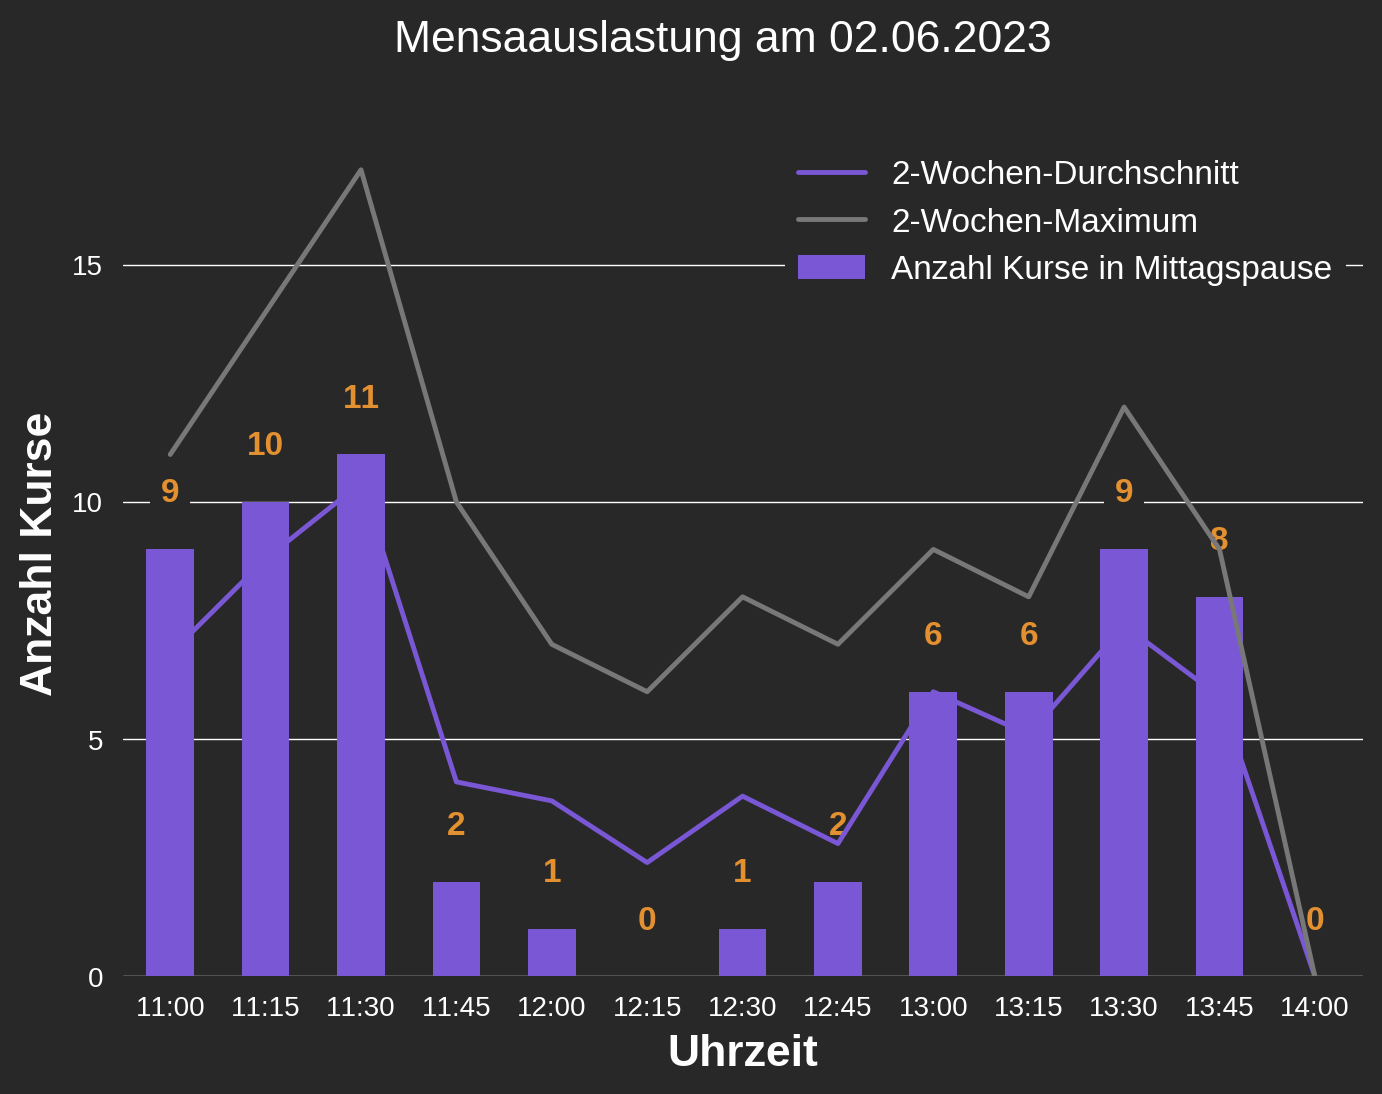 Mensaauslastung am 02.06.2023
2-Wochen-Durchschnitt
2-Wochen-Maximum
Anzahl Kurse in Mittagspause
Anzahl Kurse
15
10
5
0
9
10
11
2
1
0
1
2
6
6
9
8
0
11:00 11:15 11:30 11:45 12:00 12:15 12:30 12:45 13:00 13:15 13:30 13:45 14:00
Uhrzeit